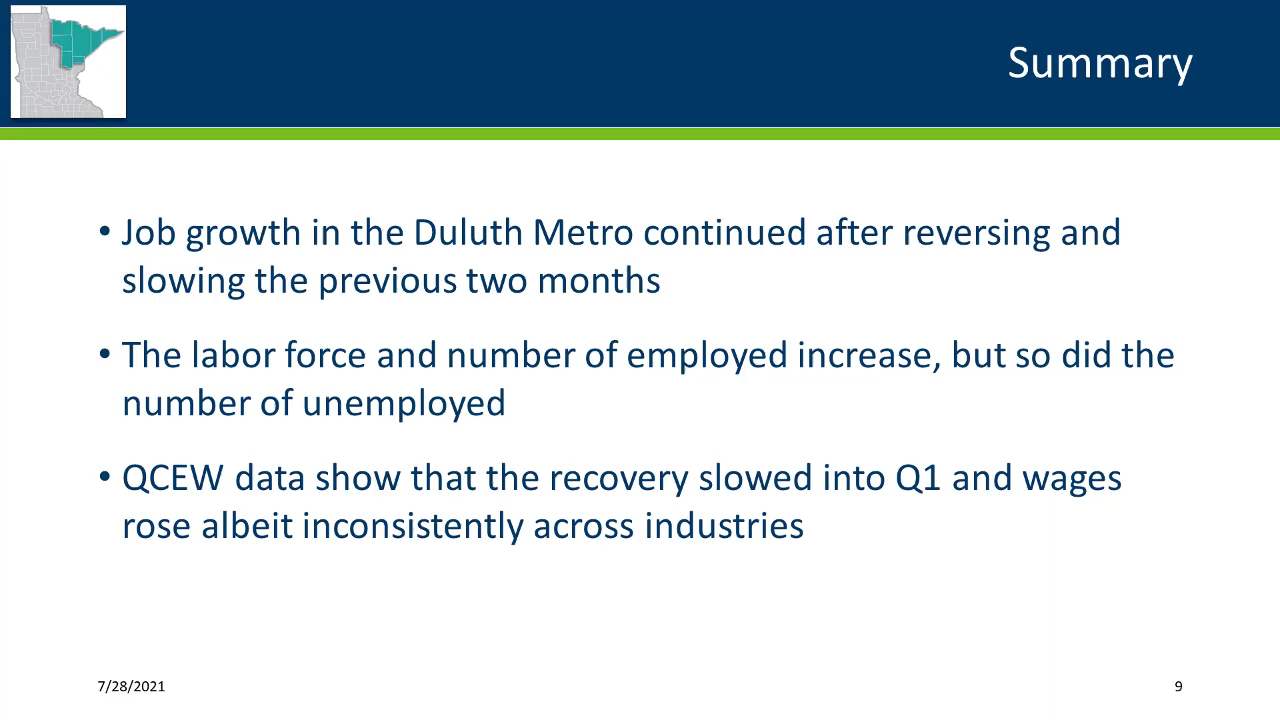 Summary
• Job growth in the Duluth Metro continued after reversing and
slowing the previous two months
• The labor force and number of employed increase, but so did the
number of unemployed
• QCEW data show that the recovery slowed into Q1 and wages
rose albeit inconsistently across industries
7/28/2021
9